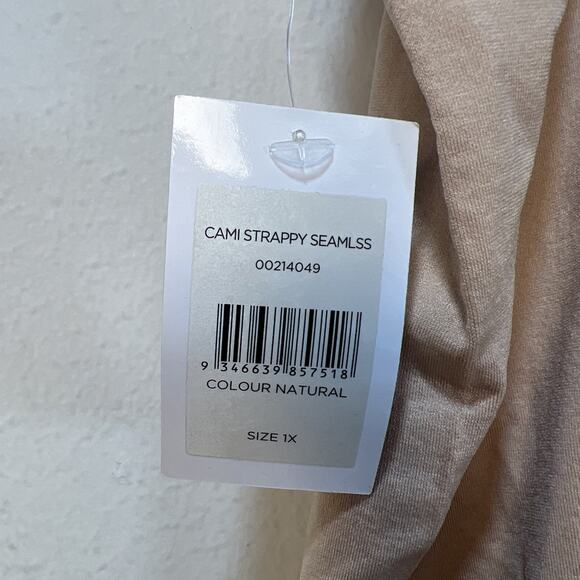 CAMI STRAPPY SEAMLSS
00214049
9 346639 857518
COLOUR NATURAL
SIZE 1X